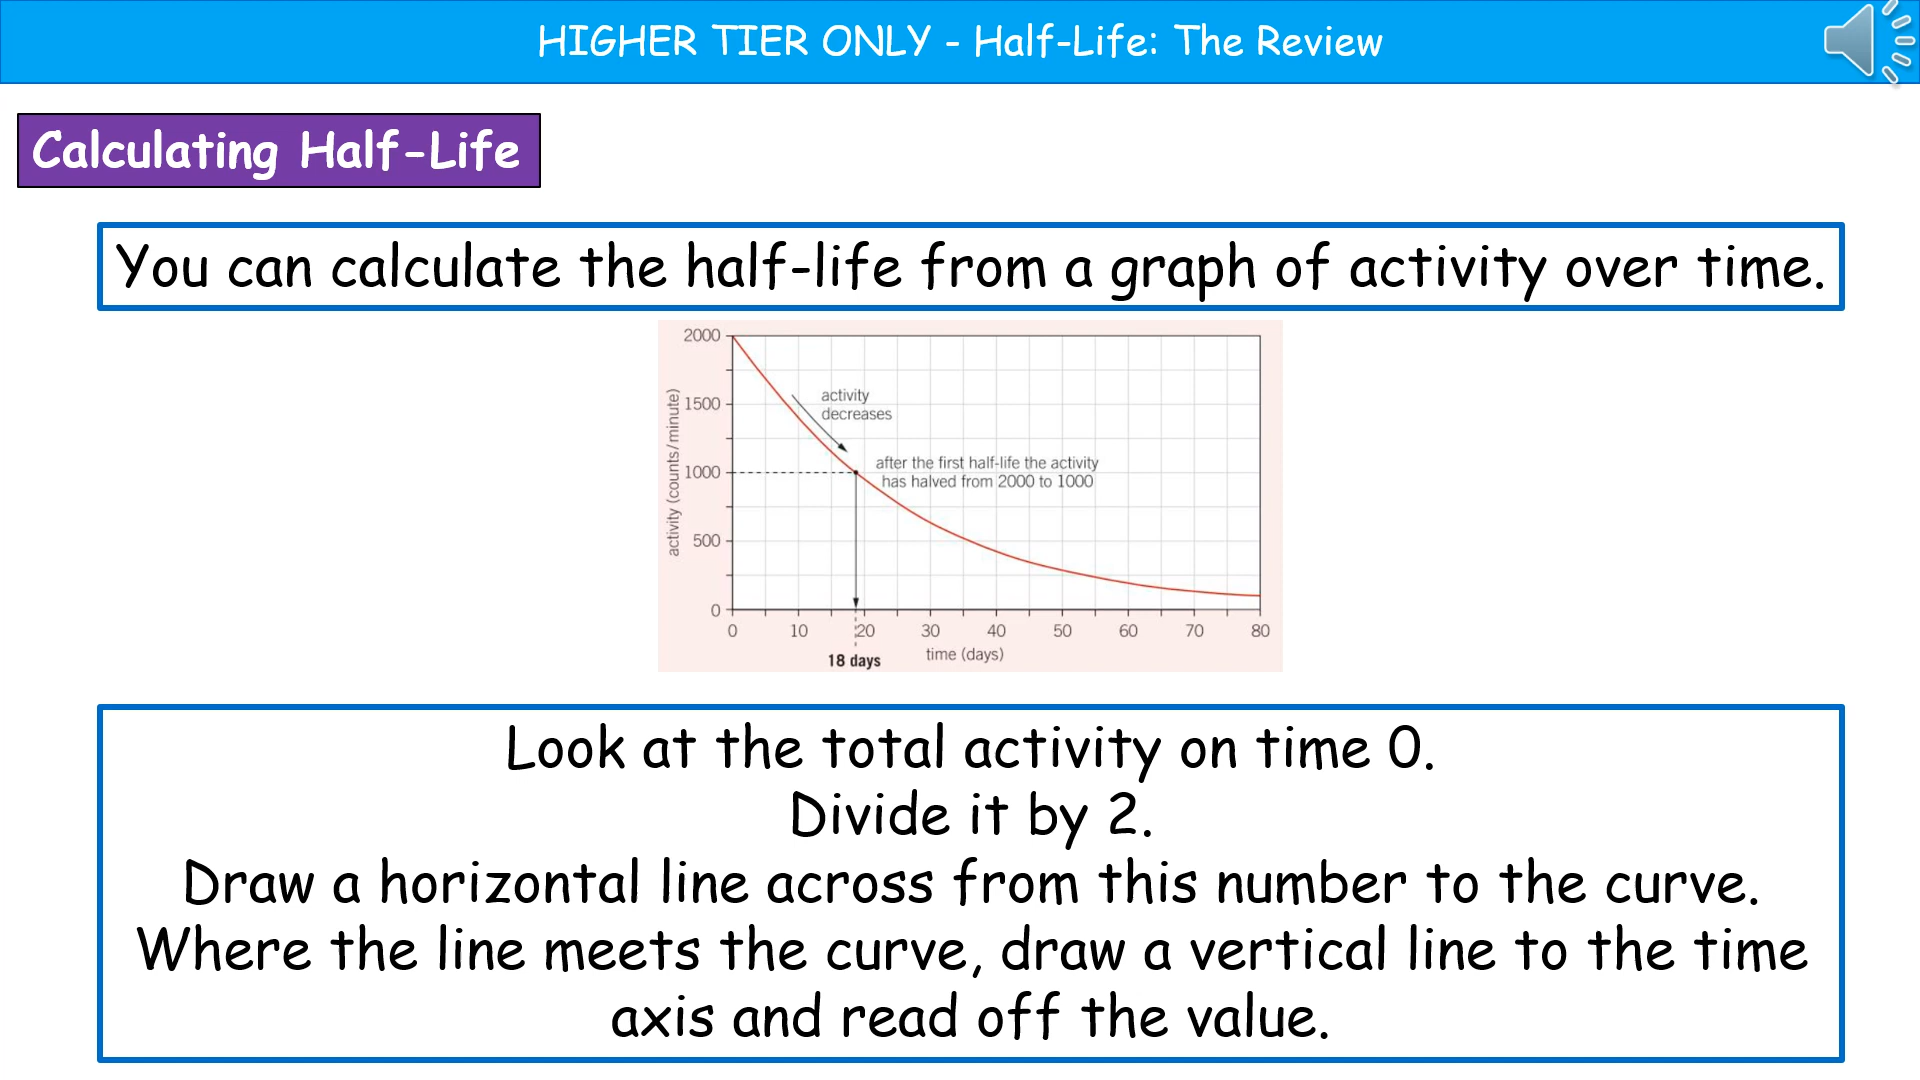 HIGHER TIER ONLY - Half-Life: The Review
Calculating Half-Life
You can calculate the half-life from a graph of activity over time.
2000
1500
1000
500
0
activity (counts/minute)
activity
decreases
after the first half-life the activity
has halved from 2000 to 1000
0 10 20 30 40 50 60 70 80
18 days
time (days)
Look at the total activity on time 0.
Divide it by 2.
Draw a horizontal line across from this number to the curve.
Where the line meets the curve, draw a vertical line to the time
axis and read off the value.